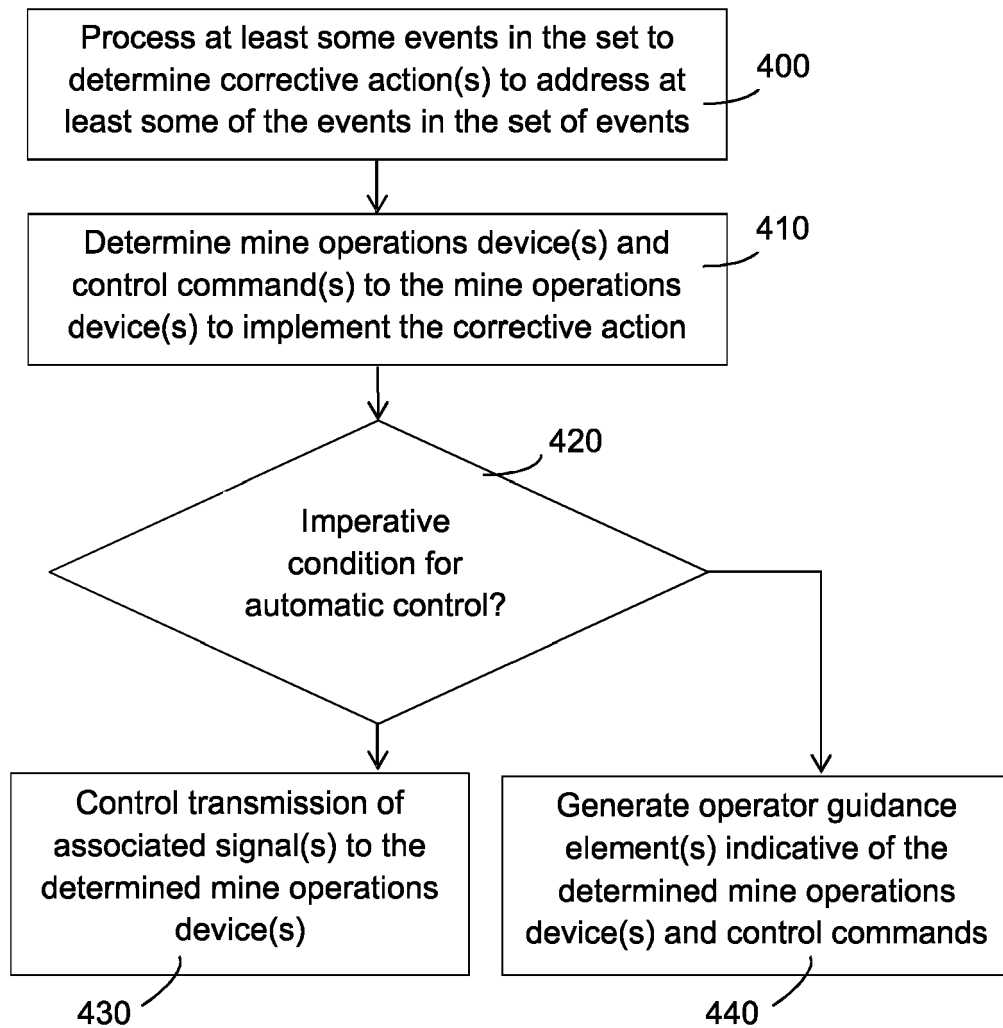 Process at least some events in the set to
determine corrective action(s) to address at
least some of the events in the set of events
400
Determine mine operations device(s) and
control command(s) to the mine operations
device(s) to implement the corrective action
410
420
Imperative
condition for
automatic control?
Control transmission of
associated signal(s) to the
determined mine operations
device(s)
430
Generate operator guidance
element(s) indicative of the
determined mine operations
device(s) and control commands
440